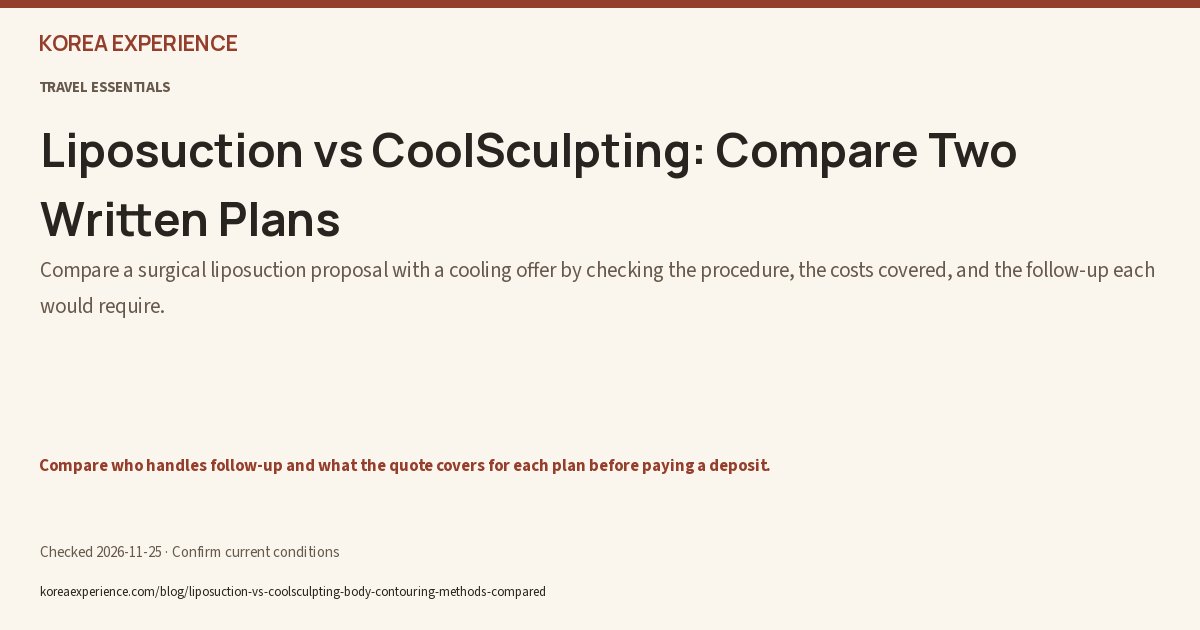 KOREA EXPERIENCE
TRAVEL ESSENTIALS
Liposuction vs CoolSculpting: Compare Two
Written Plans
Compare a surgical liposuction proposal with a cooling offer by checking the procedure, the costs covered, and the follow-up each
would require.
Compare who handles follow-up and what the quote covers for each plan before paying a deposit.
Checked 2026-11-25 · Confirm current conditions
koreaexperience.com/blog/liposuction-vs-coolsculpting-body-contouring-methods-compared